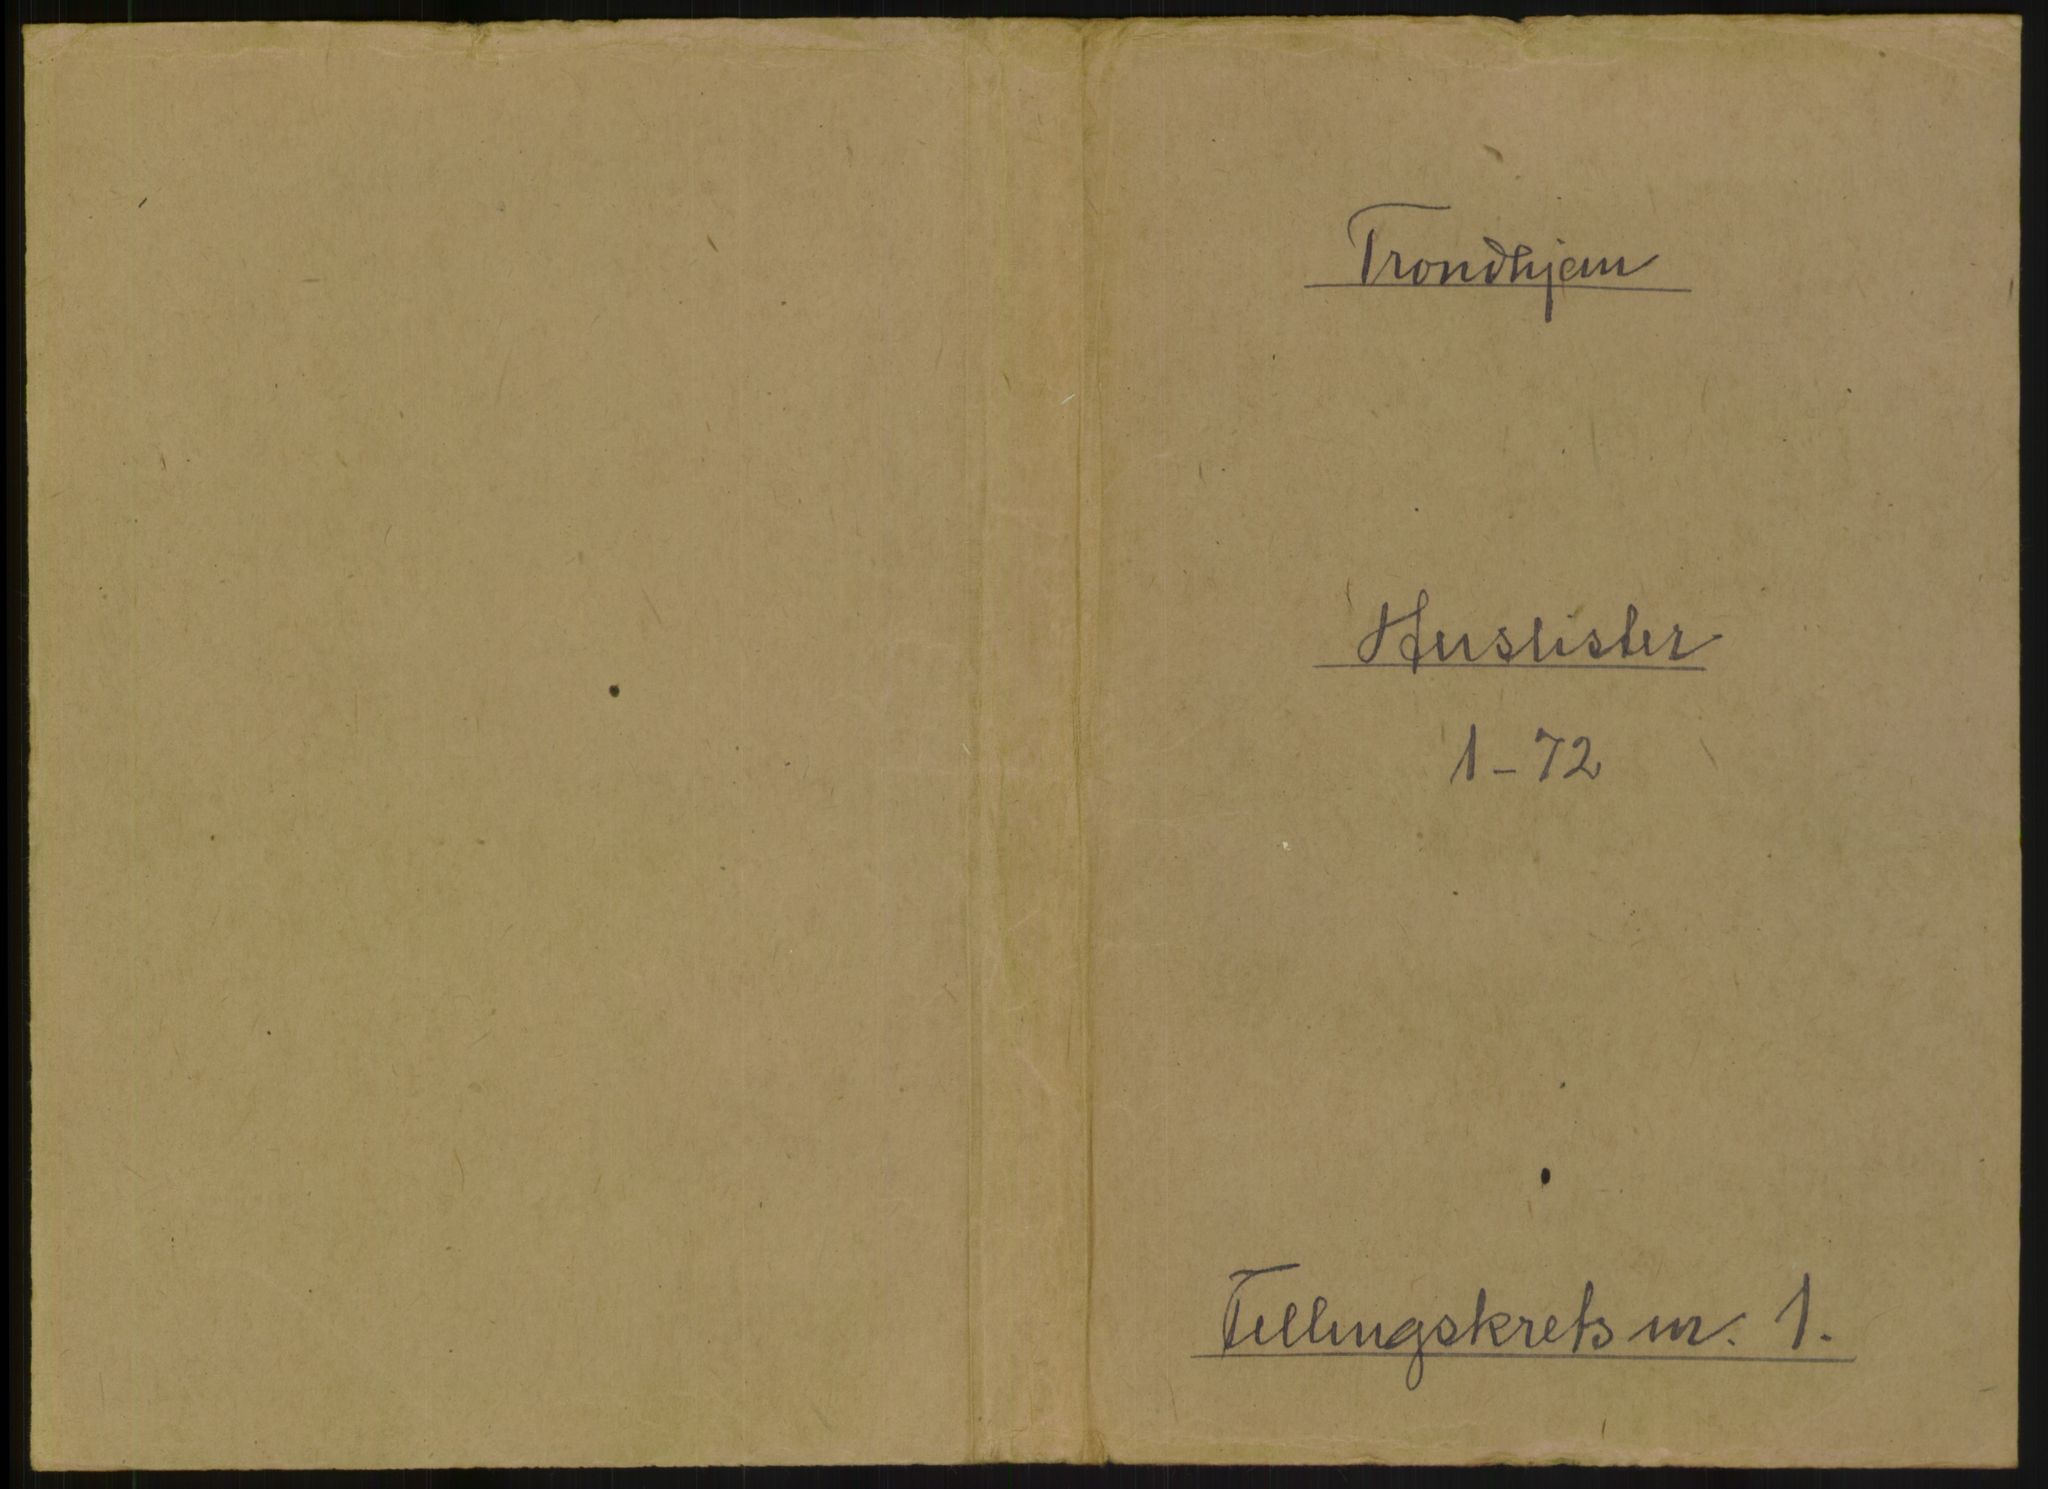 Trondhjem
Huslister
1-72
Tellingskrets nr. 1.